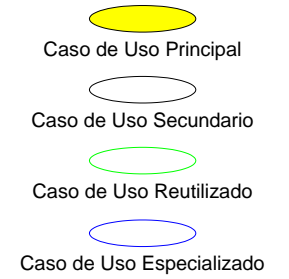 Caso de Uso Principal
Caso de Uso Secundario
Caso de Uso Reutilizado
Caso de Uso Especializado